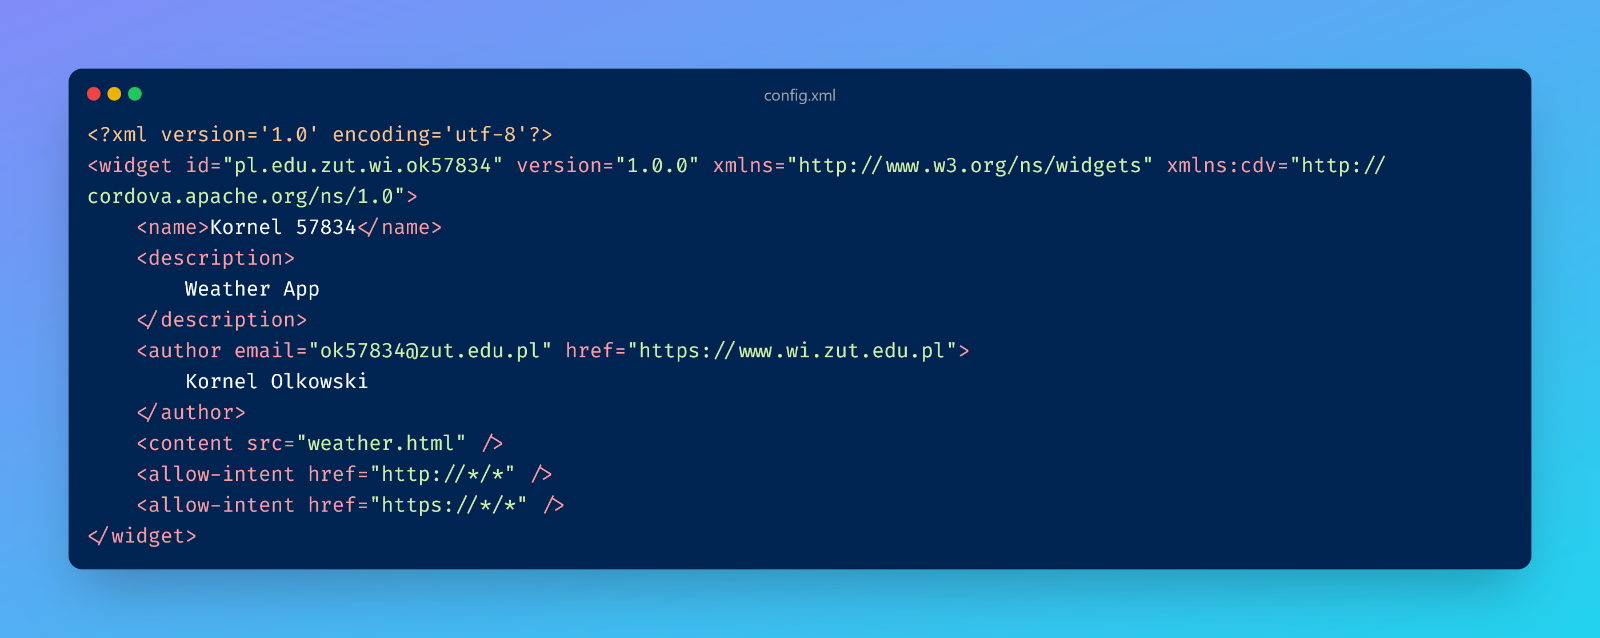 config.xml
<?xml version='1.0' encoding='utf-8'?>
<widget id="pl.edu.zut.wi.ok57834" version="1.0.0" xmlns="http://www.w3.org/ns/widgets" xmlns:cdv="http://
cordova.apache.org/ns/1.0">
    <name>Kornel 57834</name>
    <description>
        Weather App
    </description>
    <author email="ok57834@zut.edu.pl" href="https://www.wi.zut.edu.pl">
        Kornel Olkowski
    </author>
    <content src="weather.html" />
    <allow-intent href="http://*/*" />
    <allow-intent href="https://*/*" />
</widget>